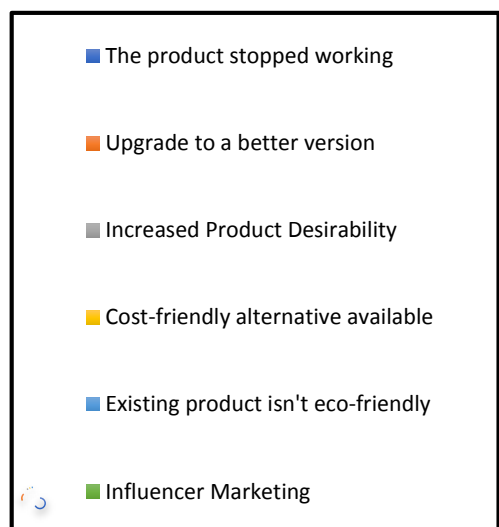 The product stopped working
Upgrade to a better version
Increased Product Desirability
Cost-friendly alternative available
Existing product isn't eco-friendly
Influencer Marketing